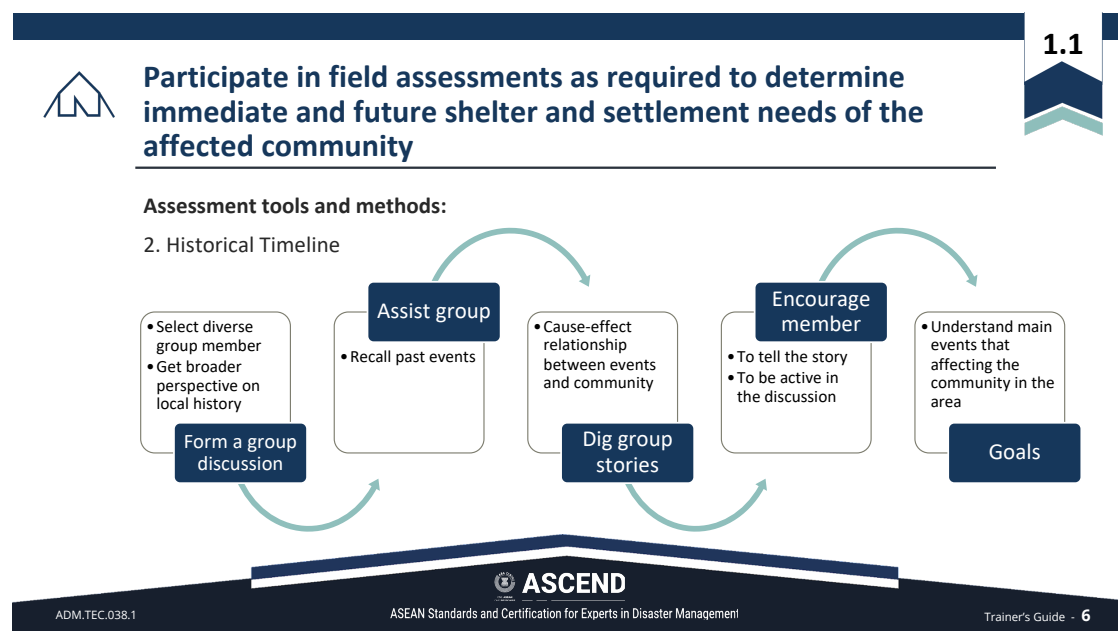 1.1
Participate in field assessments as required to determine
immediate and future shelter and settlement needs of the
affected community
Assessment tools and methods:
2. Historical Timeline
• Select diverse
group member
• Get broader
perspective on
local history
Form a group
discussion
Assist group
• Recall past events
• Cause-effect
relationship
between events
and community
Dig group
stories
Encourage
member
• To tell the story
• To be active in
the discussion
• Understand main
events that
affecting the
community in the
area
Goals
ASCEND
ASEAN Standards and Certification for Experts in Disaster Management
ADM.TEC.038.1
Trainer's Guide - 6